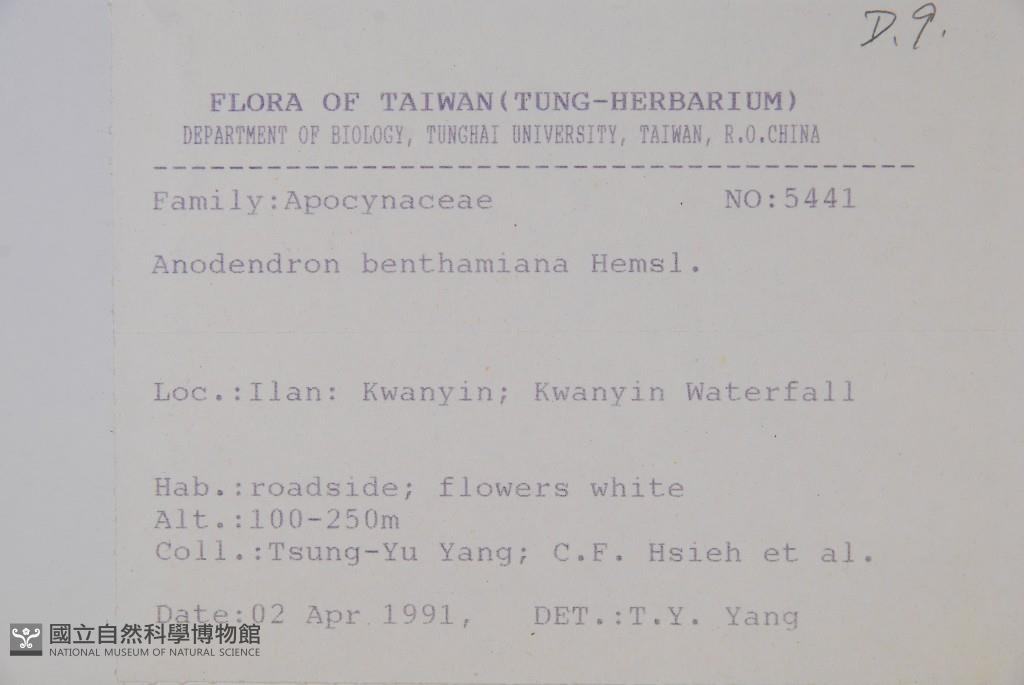 D.9.
FLORA OF TAIWAN(TUNG-HERBARIUM)
DEPARTMENT OF BIOLOGY, TUNGHAI UNIVERSITY, TAIWAN, R.O.CHINA
Family:Apocynaceae NO:5441
Anodendron benthamiana Hemsl.
Loc.:Ilan: Kwanyin; Kwanyin Waterfall
Hab.:roadside; flowers white
Alt.:100-250m
Coll.:Tsung-Yu Yang; C.F. Hsieh et al.
Date:02 Apr 1991, DET.:T.Y. Yang
國立自然科學博物館
NATIONAL MUSEUM OF NATURAL SCIENCE